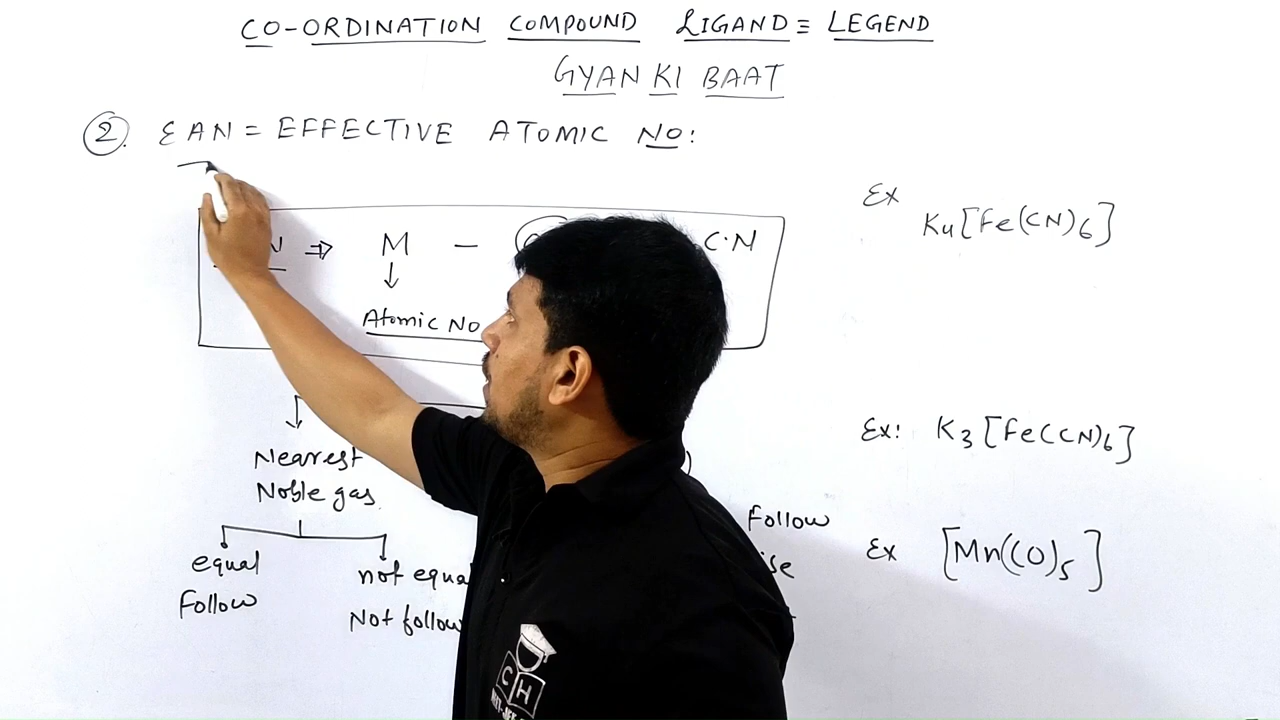 CO-ORDINATION COMPOUND LIGAND ≡ LEGEND
GYAN KI BAAT
② . EAN = EFFECTIVE ATOMIC NO:
N ⇒ M – C·N
↓
Atomic No
Nearest
Noble gas
equal
Follow
not equal
Not follow
Follow
Ex
K4[Fe(CN)6]
Ex: K3[Fe(CN)6]
Ex [Mn(CO)5]
CH